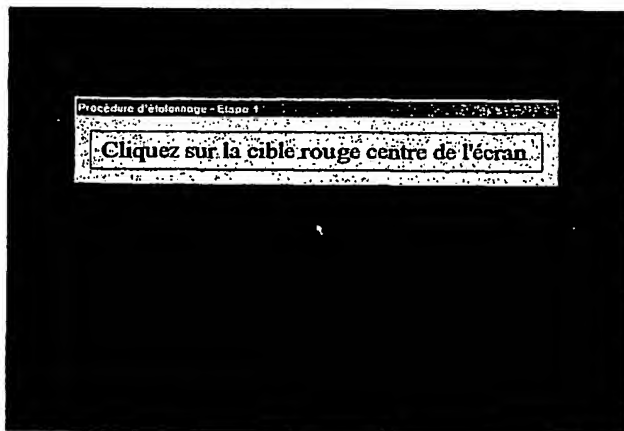 Procédure d'étalonnage - Etape 1
Cliquez sur la cible rouge centre de l'écran